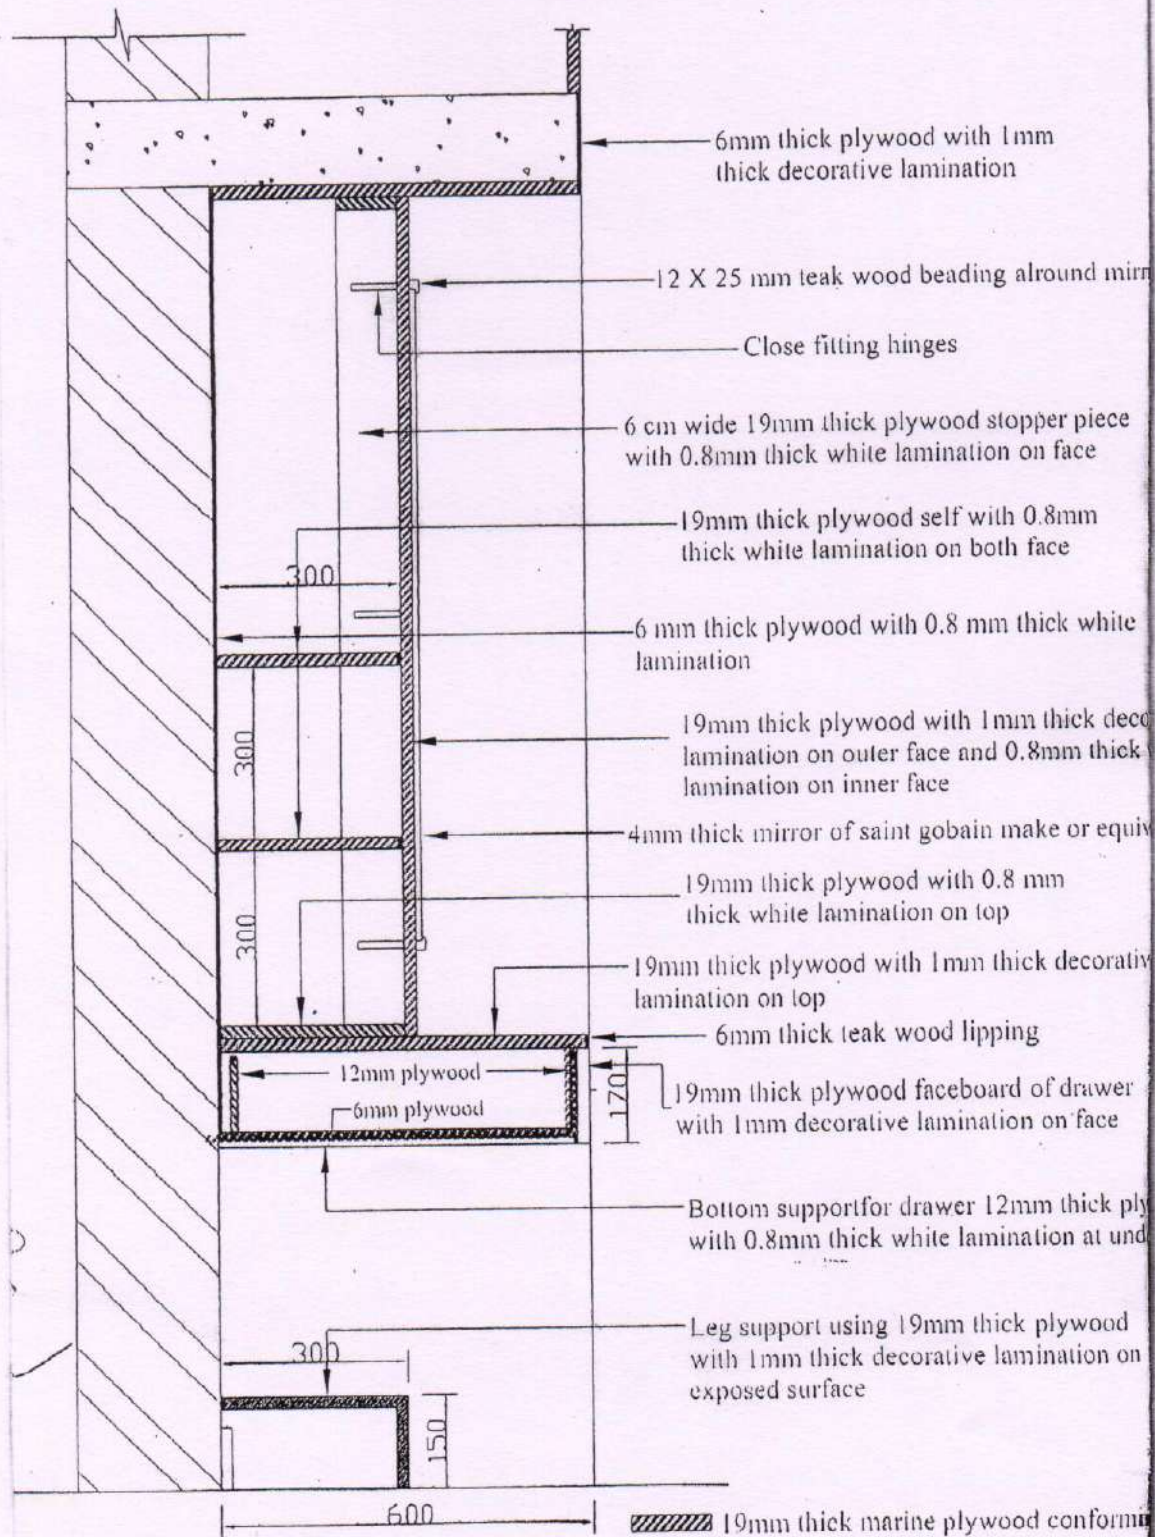 6mm thick plywood with 1mm
thick decorative lamination
12 X 25 mm teak wood beading alround mirr
Close fitting hinges
6 cm wide 19mm thick plywood stopper piece
with 0.8mm thick white lamination on face
19mm thick plywood self with 0.8mm
thick white lamination on both face
300
6 mm thick plywood with 0.8 mm thick white
lamination
19mm thick plywood with 1mm thick deco
lamination on outer face and 0.8mm thick
lamination on inner face
300
4mm thick mirror of saint gobain make or equiv
19mm thick plywood with 0.8 mm
thick white lamination on top
300
19mm thick plywood with 1mm thick decorativ
lamination on top
6mm thick teak wood lipping
12mm plywood
6mm plywood
170
19mm thick plywood faceboard of drawer
with 1mm decorative lamination on face
Bottom supportfor drawer 12mm thick ply
with 0.8mm thick white lamination at und
Leg support using 19mm thick plywood
with 1mm thick decorative lamination on
exposed surface
300
150
600
19mm thick marine plywood conformin